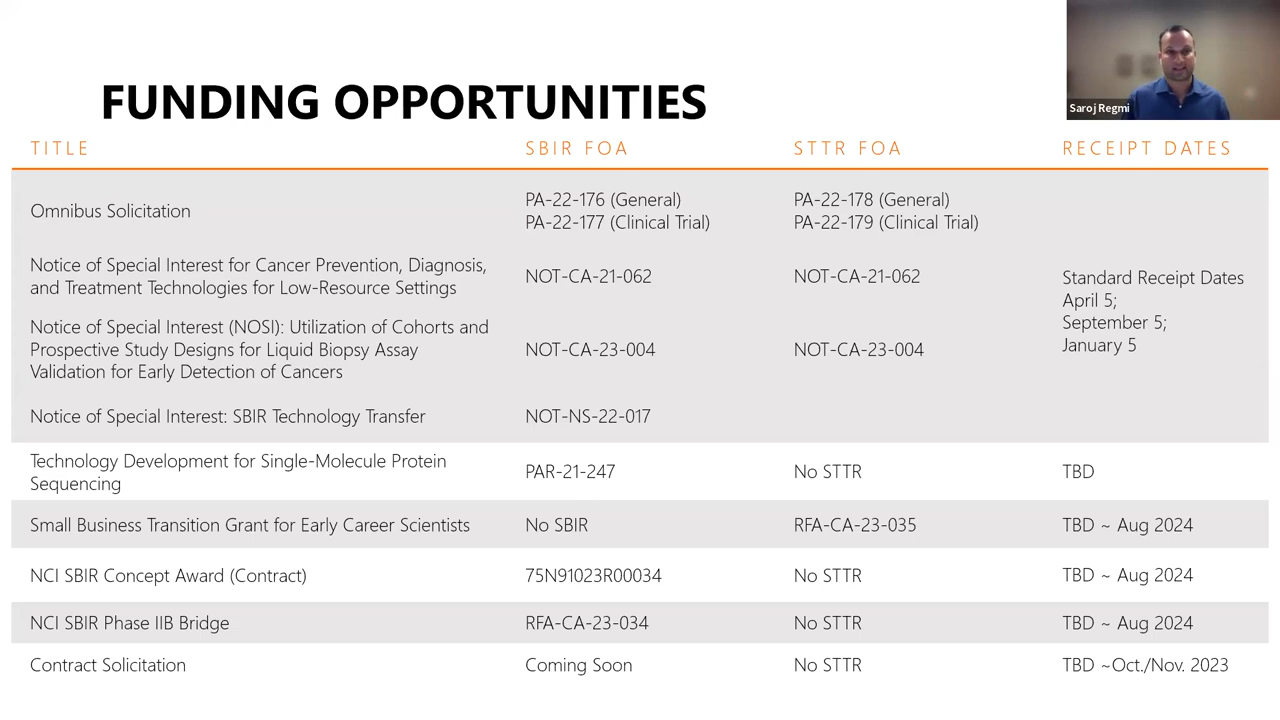 FUNDING OPPORTUNITIES
Saroj Regmi
TITLE SBIR FOA STTR FOA RECEIPT DATES
Omnibus Solicitation
PA-22-176 (General)
PA-22-177 (Clinical Trial)
PA-22-178 (General)
PA-22-179 (Clinical Trial)
Notice of Special Interest for Cancer Prevention, Diagnosis,
and Treatment Technologies for Low-Resource Settings
NOT-CA-21-062
NOT-CA-21-062
Notice of Special Interest (NOSI): Utilization of Cohorts and
Prospective Study Designs for Liquid Biopsy Assay
Validation for Early Detection of Cancers
NOT-CA-23-004
NOT-CA-23-004
Notice of Special Interest: SBIR Technology Transfer
NOT-NS-22-017
Standard Receipt Dates
April 5;
September 5;
January 5
Technology Development for Single-Molecule Protein
Sequencing
PAR-21-247
No STTR
TBD
Small Business Transition Grant for Early Career Scientists
No SBIR
RFA-CA-23-035
TBD ~ Aug 2024
NCI SBIR Concept Award (Contract)
75N91023R00034
No STTR
TBD ~ Aug 2024
NCI SBIR Phase IIB Bridge
RFA-CA-23-034
No STTR
TBD ~ Aug 2024
Contract Solicitation
Coming Soon
No STTR
TBD ~Oct./Nov. 2023